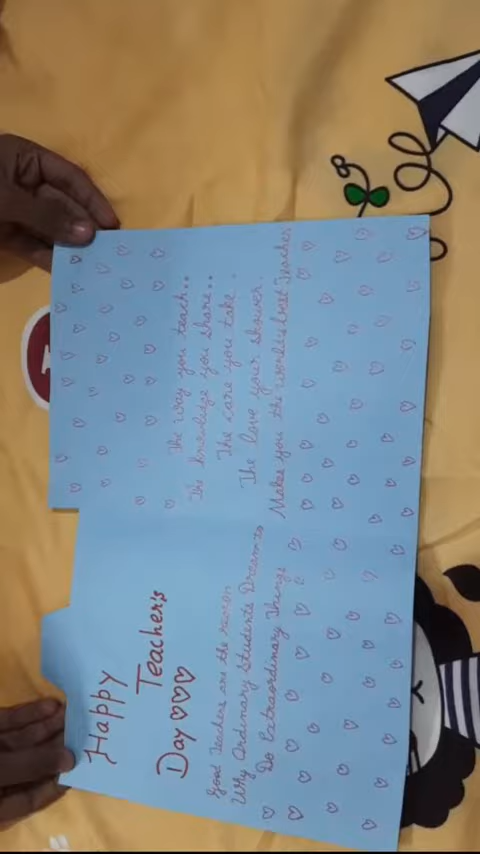 Happy
Teacher's
Day
Good Teachers are the reason
Why Ordinary Students Dream to
Do Extraordinary Things
The way you teach..
The knowledge you share..
The care you take.
The love your shower.
Make you the world's best Teacher